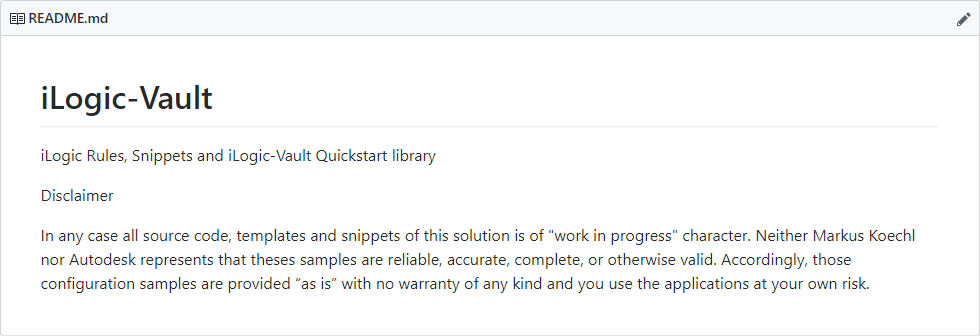 README.md
iLogic-Vault
iLogic Rules, Snippets and iLogic-Vault Quickstart library
Disclaimer
In any case all source code, templates and snippets of this solution is of "work in progress" character. Neither Markus Koechl
nor Autodesk represents that theses samples are reliable, accurate, complete, or otherwise valid. Accordingly, those
configuration samples are provided “as is” with no warranty of any kind and you use the applications at your own risk.